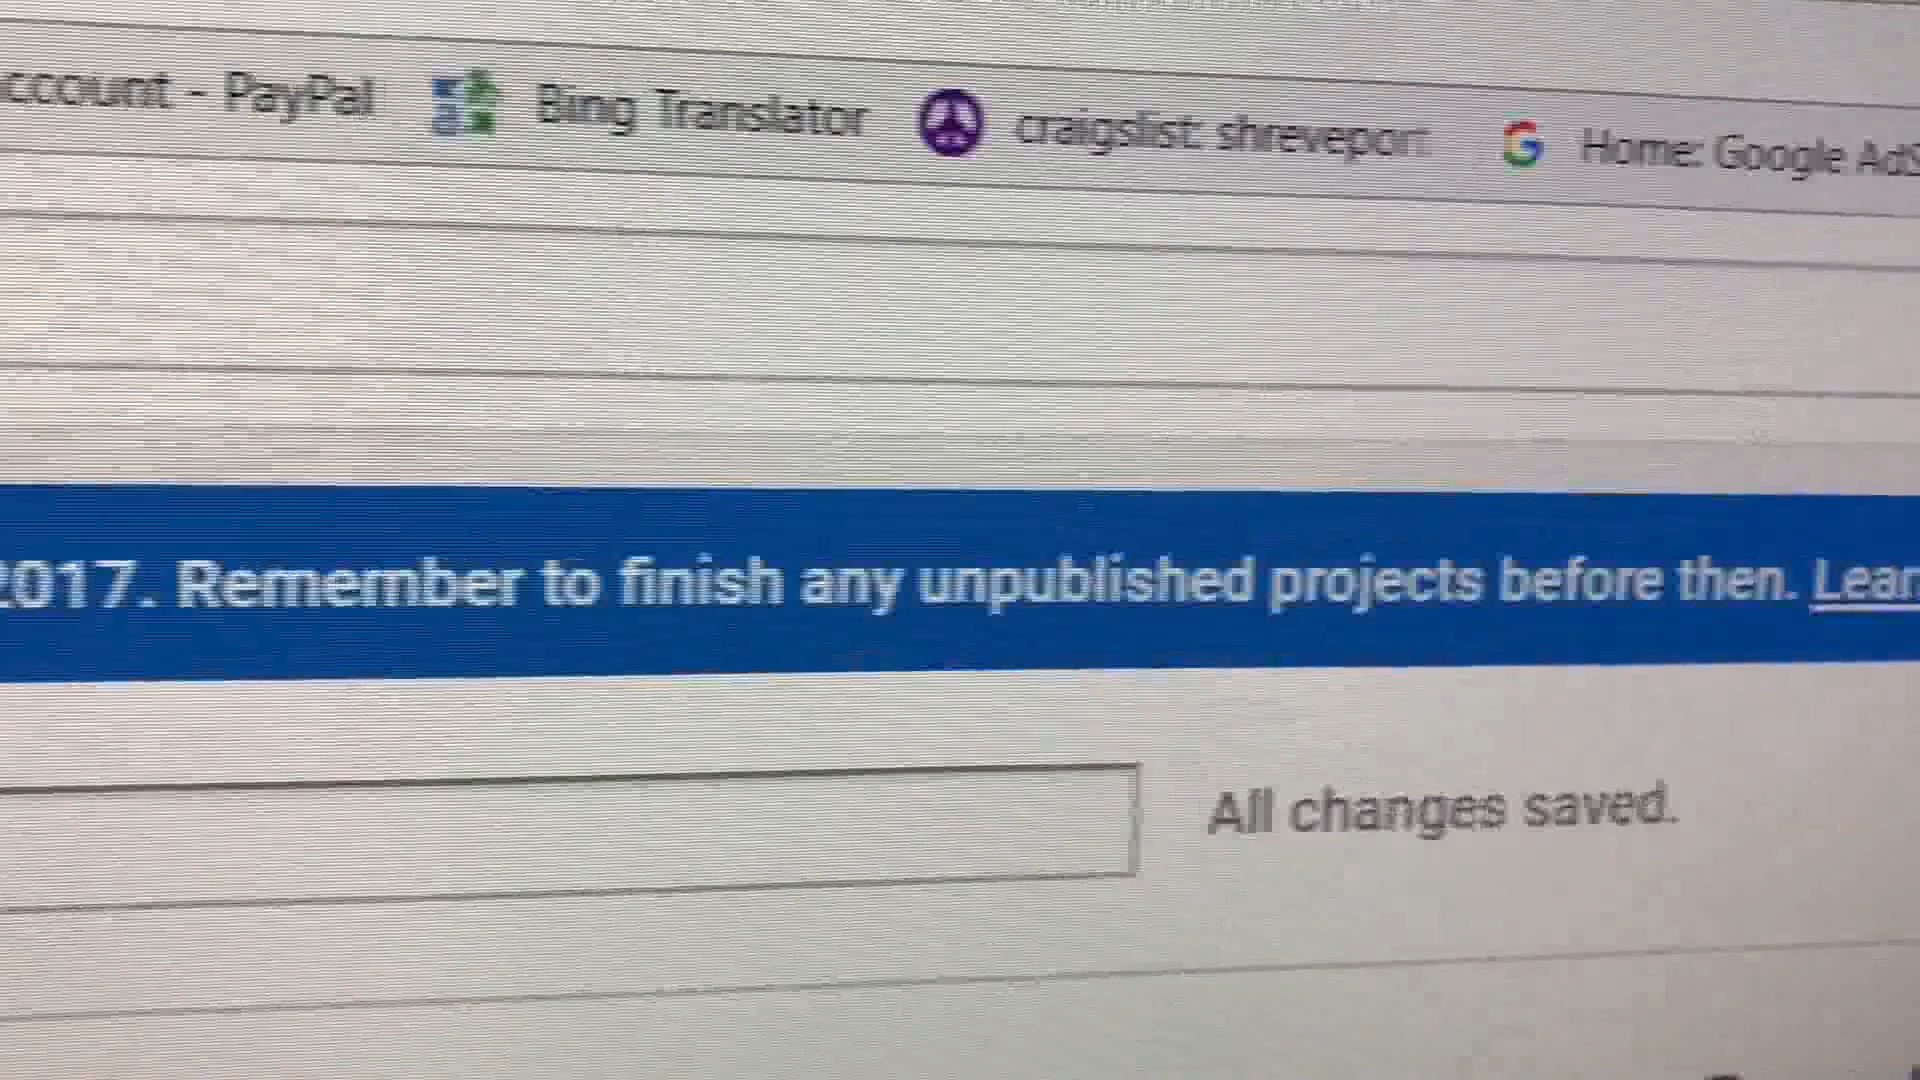 ccount - PayPal Bing Translator craigslist: shreveport Home: Google AdS
2017. Remember to finish any unpublished projects before then. Lear
All changes saved.